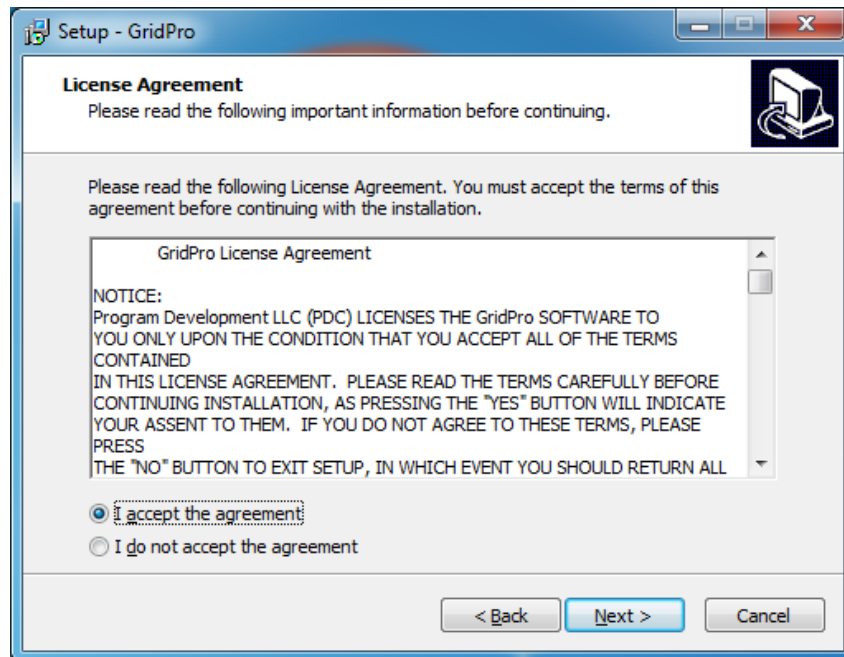 Setup - GridPro
License Agreement
Please read the following important information before continuing.
Please read the following License Agreement. You must accept the terms of this
agreement before continuing with the installation.
GridPro License Agreement
NOTICE:
Program Development LLC (PDC) LICENSES THE GridPro SOFTWARE TO
YOU ONLY UPON THE CONDITION THAT YOU ACCEPT ALL OF THE TERMS
CONTAINED
IN THIS LICENSE AGREEMENT.  PLEASE READ THE TERMS CAREFULLY BEFORE
CONTINUING INSTALLATION, AS PRESSING THE "YES" BUTTON WILL INDICATE
YOUR ASSENT TO THEM.  IF YOU DO NOT AGREE TO THESE TERMS, PLEASE
PRESS
THE "NO" BUTTON TO EXIT SETUP, IN WHICH EVENT YOU SHOULD RETURN ALL
I accept the agreement
I do not accept the agreement
< Back Next > Cancel